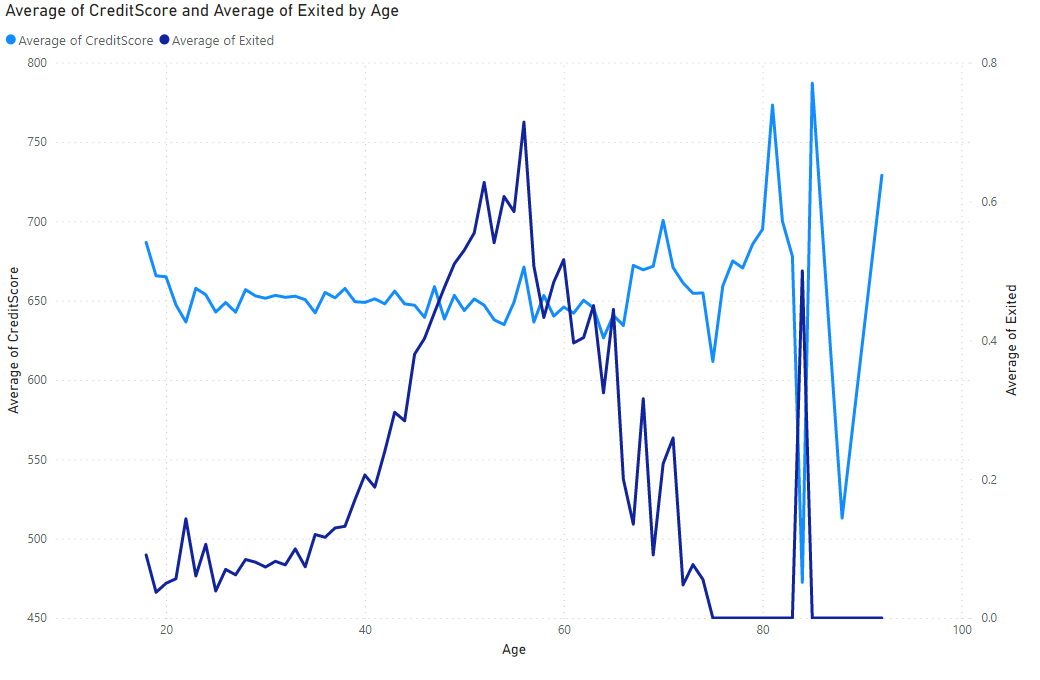 Average of CreditScore and Average of Exited by Age
Average of CreditScore Average of Exited
800
750
700
650
600
550
500
450
Average of CreditScore
0.8
0.6
0.4
0.2
0.0
Average of Exited
20 40 60 80 100
Age